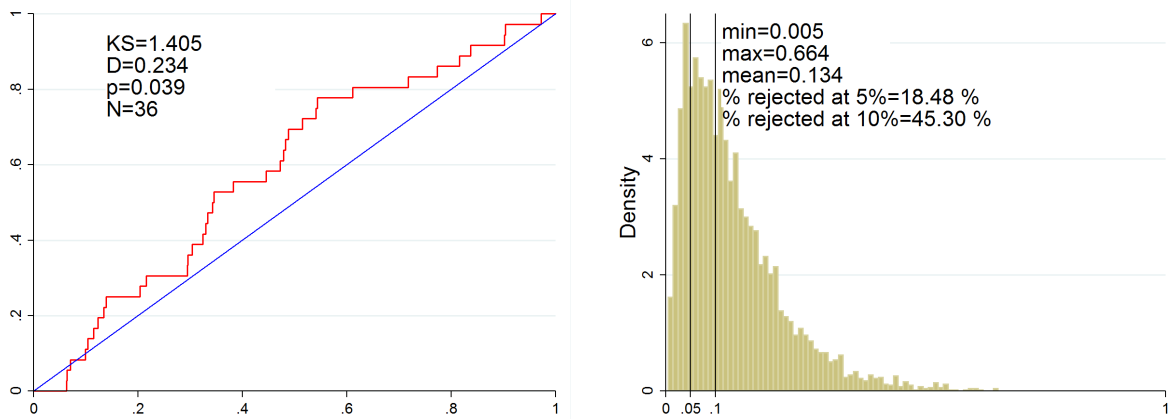 KS=1.405
D=0.234
p=0.039
N=36
1
.8
.6
.4
.2
0
0 .2 .4 .6 .8 1
min=0.005
max=0.664
mean=0.134
% rejected at 5%=18.48 %
% rejected at 10%=45.30 %
Density
6
4
2
0
0 .05 .1 1